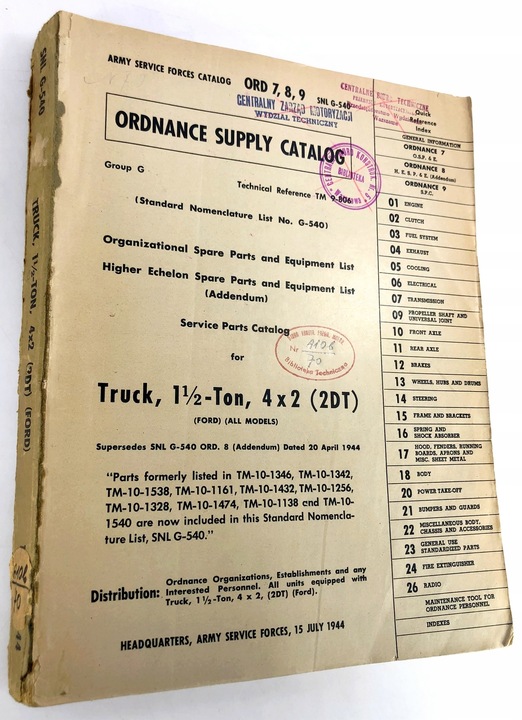 SNL G-540
TRUCK, 1½-TON, 4x2 (2DT) (FORD)
4126
70
44
ARMY SERVICE FORCES CATALOG
ORD 7, 8, 9
SNL G-540
CENTRALNY ZARZĄD MOTORYZACJI
WYDZIAŁ TECHNICZNY
ORDNANCE SUPPLY CATALOG
Group G
Technical Reference TM 9-806
(Standard Nomenclature List No. G-540)
BIBLIOTEKA
Organizational Spare Parts and Equipment List
Higher Echelon Spare Parts and Equipment List
(Addendum)
Service Parts Catalog
for
Nr 4126
70
Biblioteka Techniczna
Truck, 1½-Ton, 4x2 (2DT)
(FORD) (ALL MODELS)
Supersedes SNL G-540 ORD. 8 (Addendum) Dated 20 April 1944
"Parts formerly listed in TM-10-1346, TM-10-1342,
TM-10-1538, TM-10-1161, TM-10-1432, TM-10-1256,
TM-10-1328, TM-10-1474, TM-10-1138 and TM-10-
1540 are now included in this Standard Nomencla-
ture List, SNL G-540."
Distribution: Ordnance Organizations, Establishments and any
Interested Personnel. All units equipped with
Truck, 1½-Ton, 4 x 2, (2DT) (Ford).
HEADQUARTERS, ARMY SERVICE FORCES, 15 JULY 1944
CENTRALNE BIURO TECHNICZNE
Quick
Reference
Index
GENERAL INFORMATION
ORDNANCE 7
O.S.P. & E.
ORDNANCE 8
H. E. S.P. & E. (Addendum)
ORDNANCE 9
S.P.C.
01 ENGINE
02 CLUTCH
03 FUEL SYSTEM
04 EXHAUST
05 COOLING
06 ELECTRICAL
07 TRANSMISSION
09 PROPELLER SHAFT AND
UNIVERSAL JOINT
10 FRONT AXLE
11 REAR AXLE
12 BRAKES
13 WHEELS, HUBS AND DRUMS
14 STEERING
15 FRAME AND BRACKETS
16 SPRING AND
SHOCK ABSORBER
17 HOOD, FENDERS, RUNNING
BOARDS, APRONS AND
MISC. SHEET METAL
18 BODY
20 POWER TAKE-OFF
21 BUMPERS AND GUARDS
22 MISCELLANEOUS BODY,
CHASSIS AND ACCESSORIES
23 GENERAL USE
STANDARDIZED PARTS
24 FIRE EXTINGUISHER
26 RADIO
MAINTENANCE TOOL FOR
ORDNANCE PERSONNEL
INDEXES